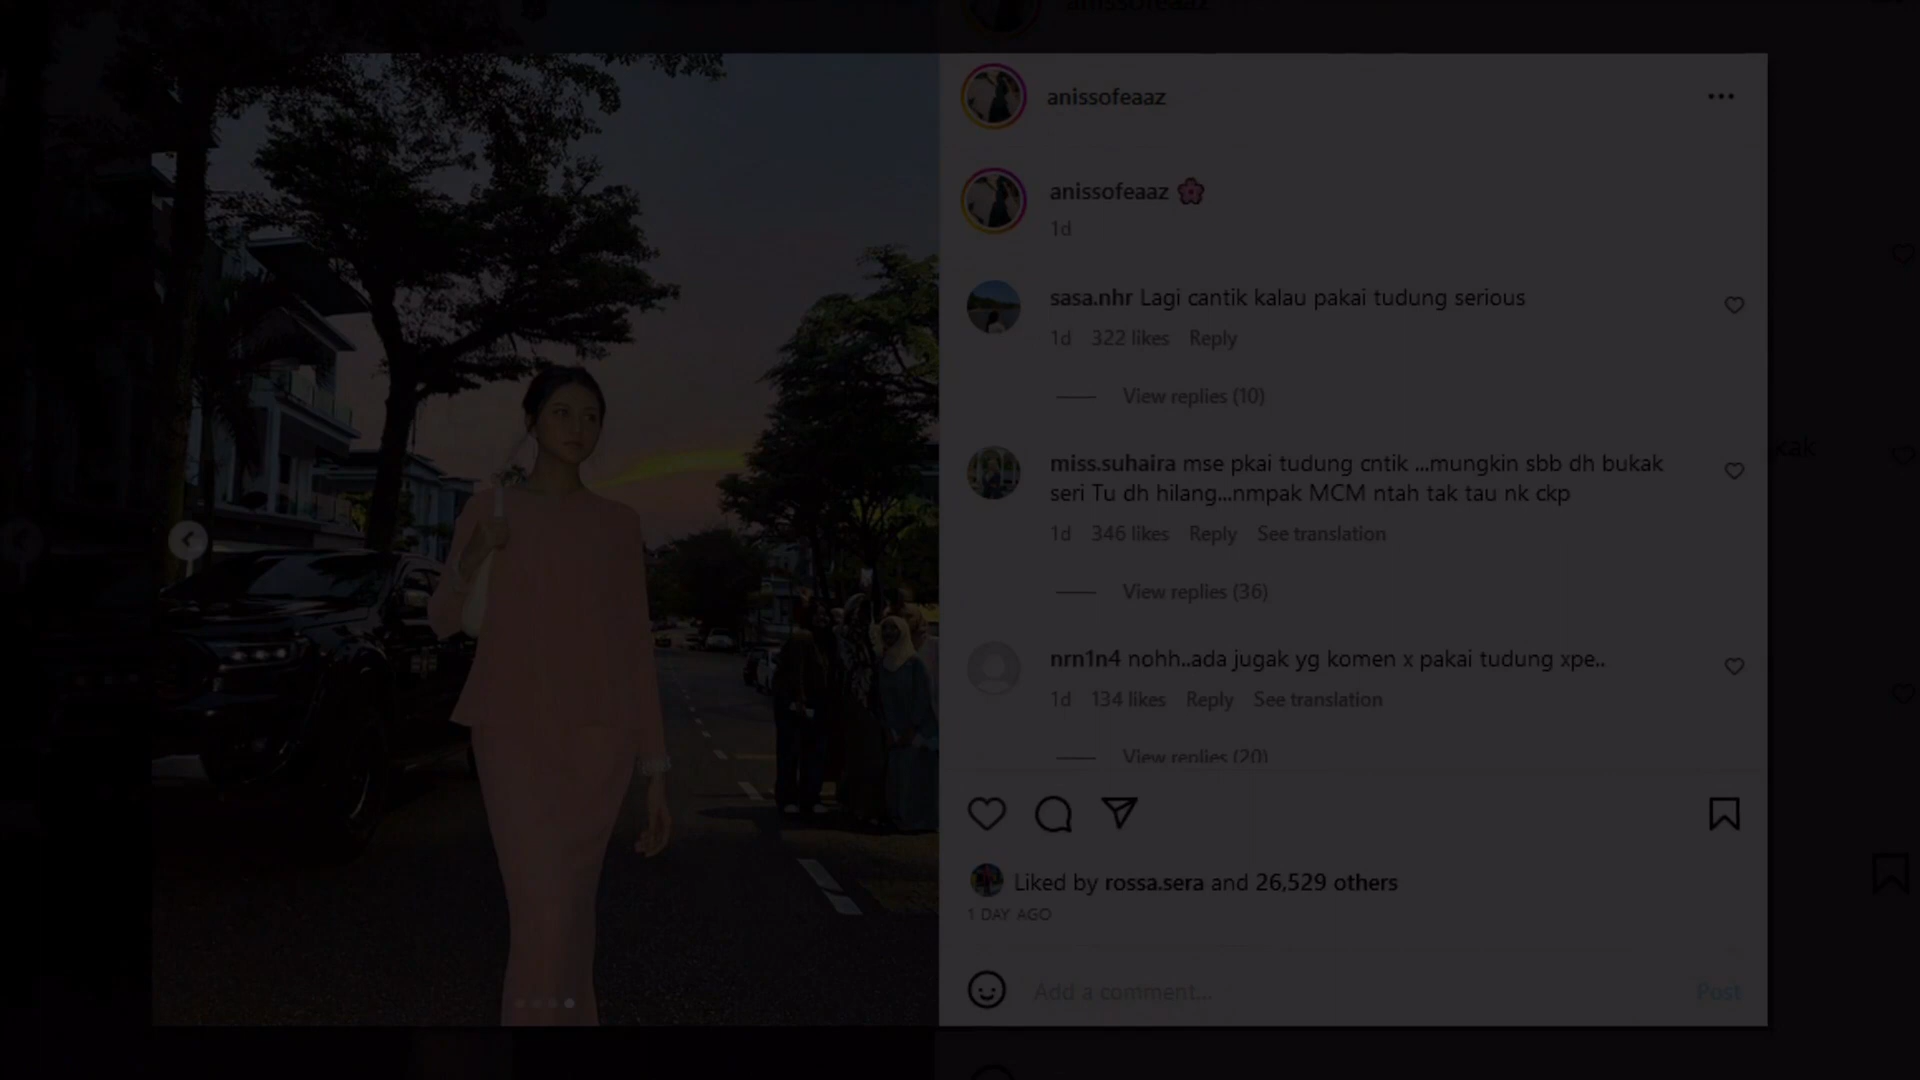 anissofeaaz
anissofeaaz
anissofeaaz 🌸
1d
sasa.nhr Lagi cantik kalau pakai tudung serious
1d 322 likes Reply
View replies (10)
miss.suhaira mse pkai tudung cntik ...mungkin sbb dh bukak
seri Tu dh hilang...nmpak MCM ntah tak tau nk ckp
kak
1d 346 likes Reply See translation
View replies (36)
nrn1n4 nohh..ada jugak yg komen x pakai tudung xpe..
1d 134 likes Reply See translation
View replies (20)
Liked by rossa.sera and 26,529 others
1 DAY AGO
Add a comment...
Post